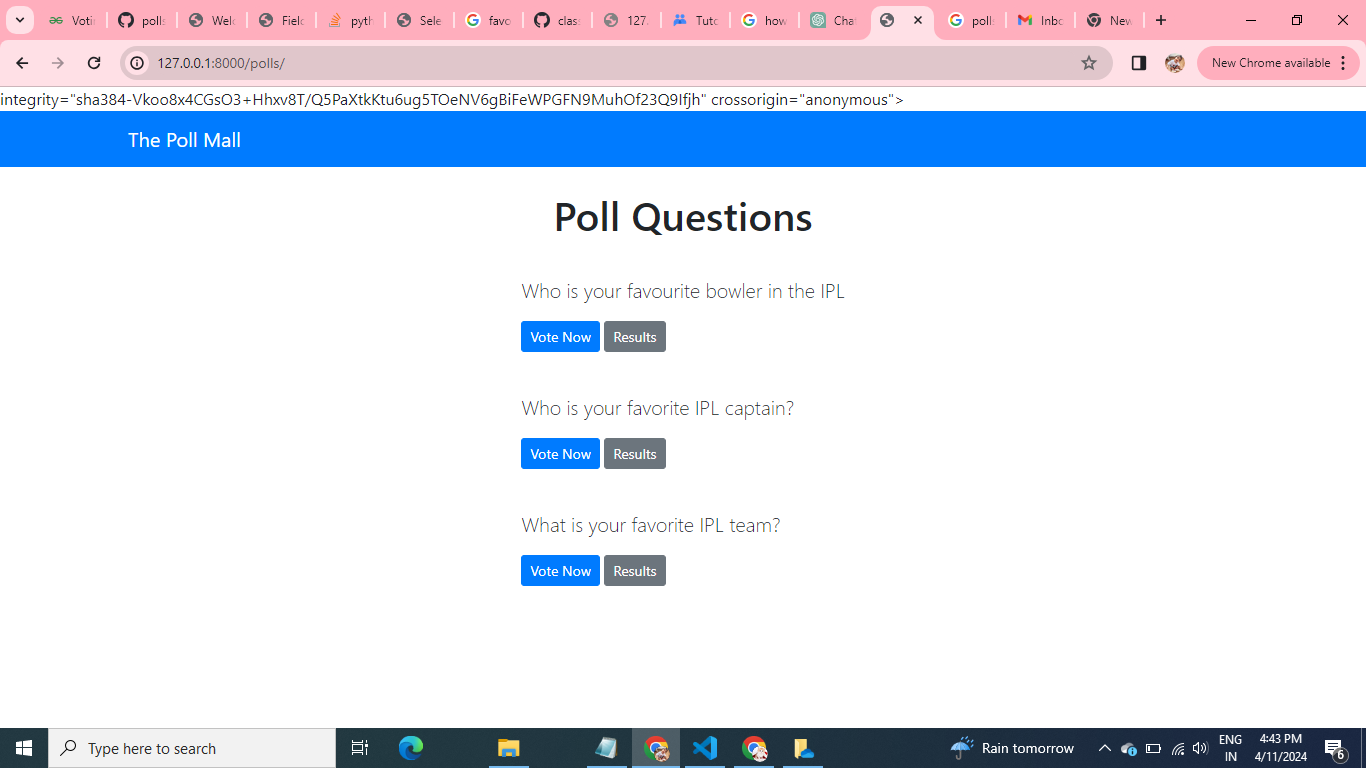 Voti
polls
Welc
Field
pyth
Sele
favo
clas
127.
Tuto
how
Chat
polls
Inbo
New
127.0.0.1:8000/polls/
New Chrome available
integrity="sha384-Vkoo8x4CGsO3+Hhxv8T/Q5PaXtkKtu6ug5TOeNV6gBiFeWPGFN9MuhOf23Q9Ifjh" crossorigin="anonymous">
The Poll Mall
Poll Questions
Who is your favourite bowler in the IPL
Vote Now Results
Who is your favorite IPL captain?
Vote Now Results
What is your favorite IPL team?
Vote Now Results
Type here to search
Rain tomorrow
ENG
IN
4:43 PM
4/11/2024
6